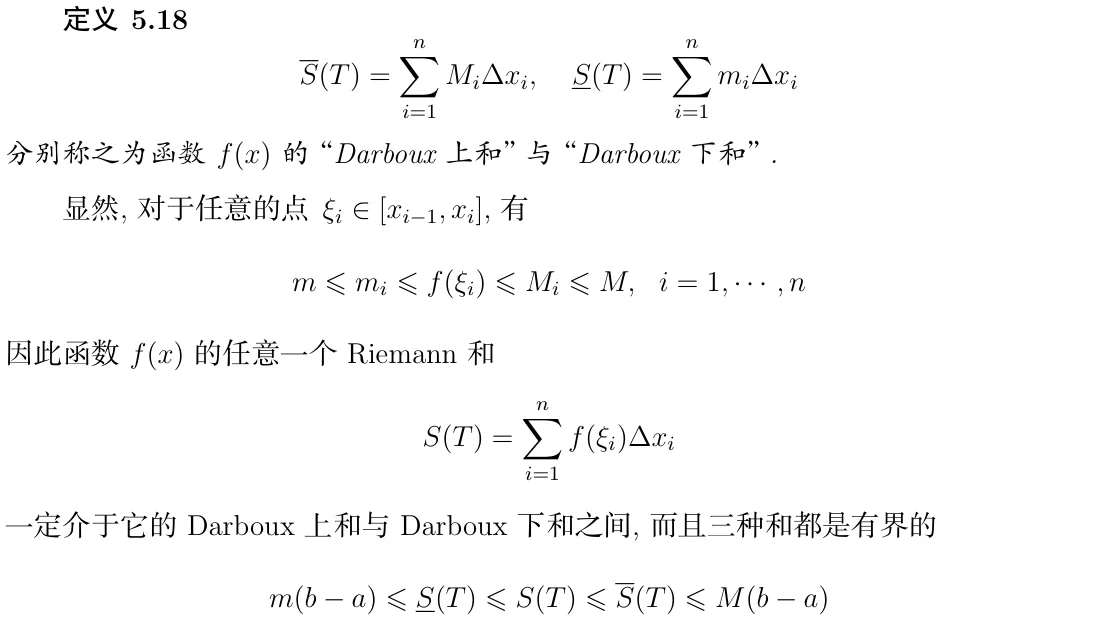 定义 5.18
$$\overline{S}(T) = \sum_{i=1}^{n} M_i \Delta x_i, \quad \underline{S}(T) = \sum_{i=1}^{n} m_i \Delta x_i$$
分别称之为函数 $f(x)$ 的 “Darboux 上和” 与 “Darboux 下和”.
显然, 对于任意的点 $\xi_i \in [x_{i-1}, x_i]$, 有
$$m \leqslant m_i \leqslant f(\xi_i) \leqslant M_i \leqslant M, \quad i = 1, \cdots, n$$
因此函数 $f(x)$ 的任意一个 Riemann 和
$$S(T) = \sum_{i=1}^{n} f(\xi_i) \Delta x_i$$
一定介于它的 Darboux 上和与 Darboux 下和之间, 而且三种和都是有界的
$$m(b-a) \leqslant \underline{S}(T) \leqslant S(T) \leqslant \overline{S}(T) \leqslant M(b-a)$$